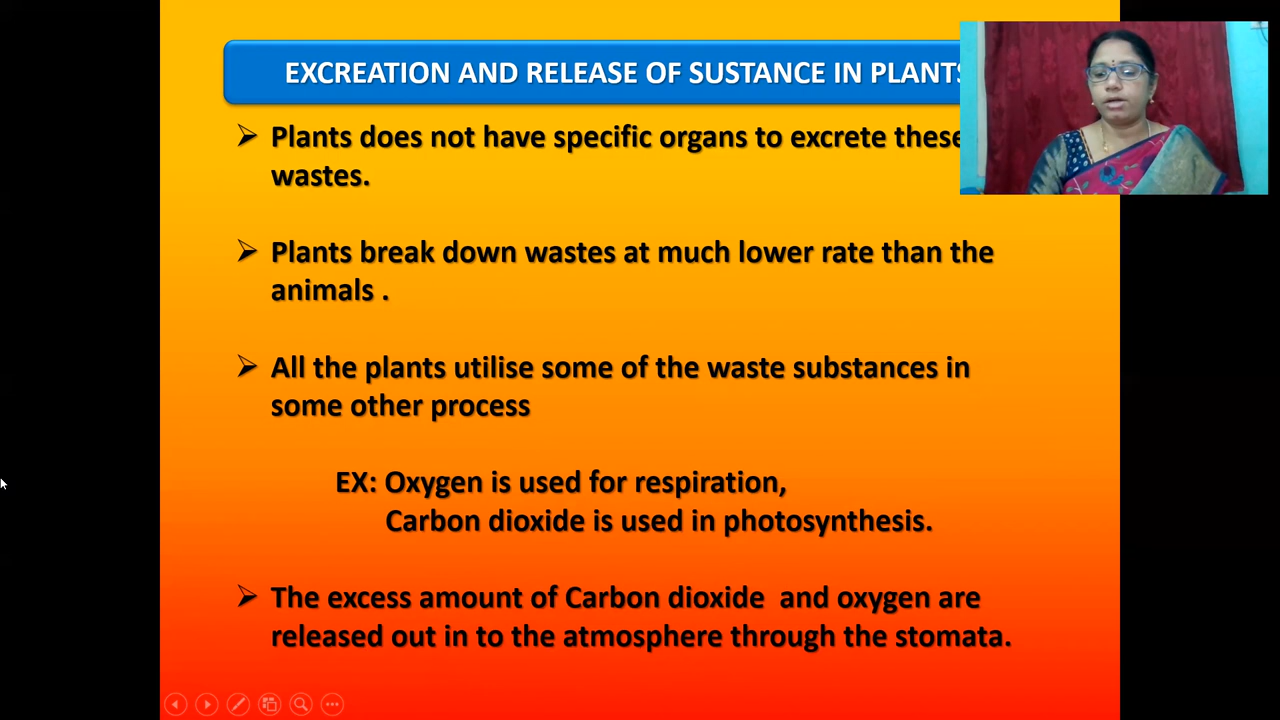 EXCREATION AND RELEASE OF SUSTANCE IN PLANTS
Plants does not have specific organs to excrete these
wastes.
Plants break down wastes at much lower rate than the
animals .
All the plants utilise some of the waste substances in
some other process
EX: Oxygen is used for respiration,
Carbon dioxide is used in photosynthesis.
The excess amount of Carbon dioxide and oxygen are
released out in to the atmosphere through the stomata.